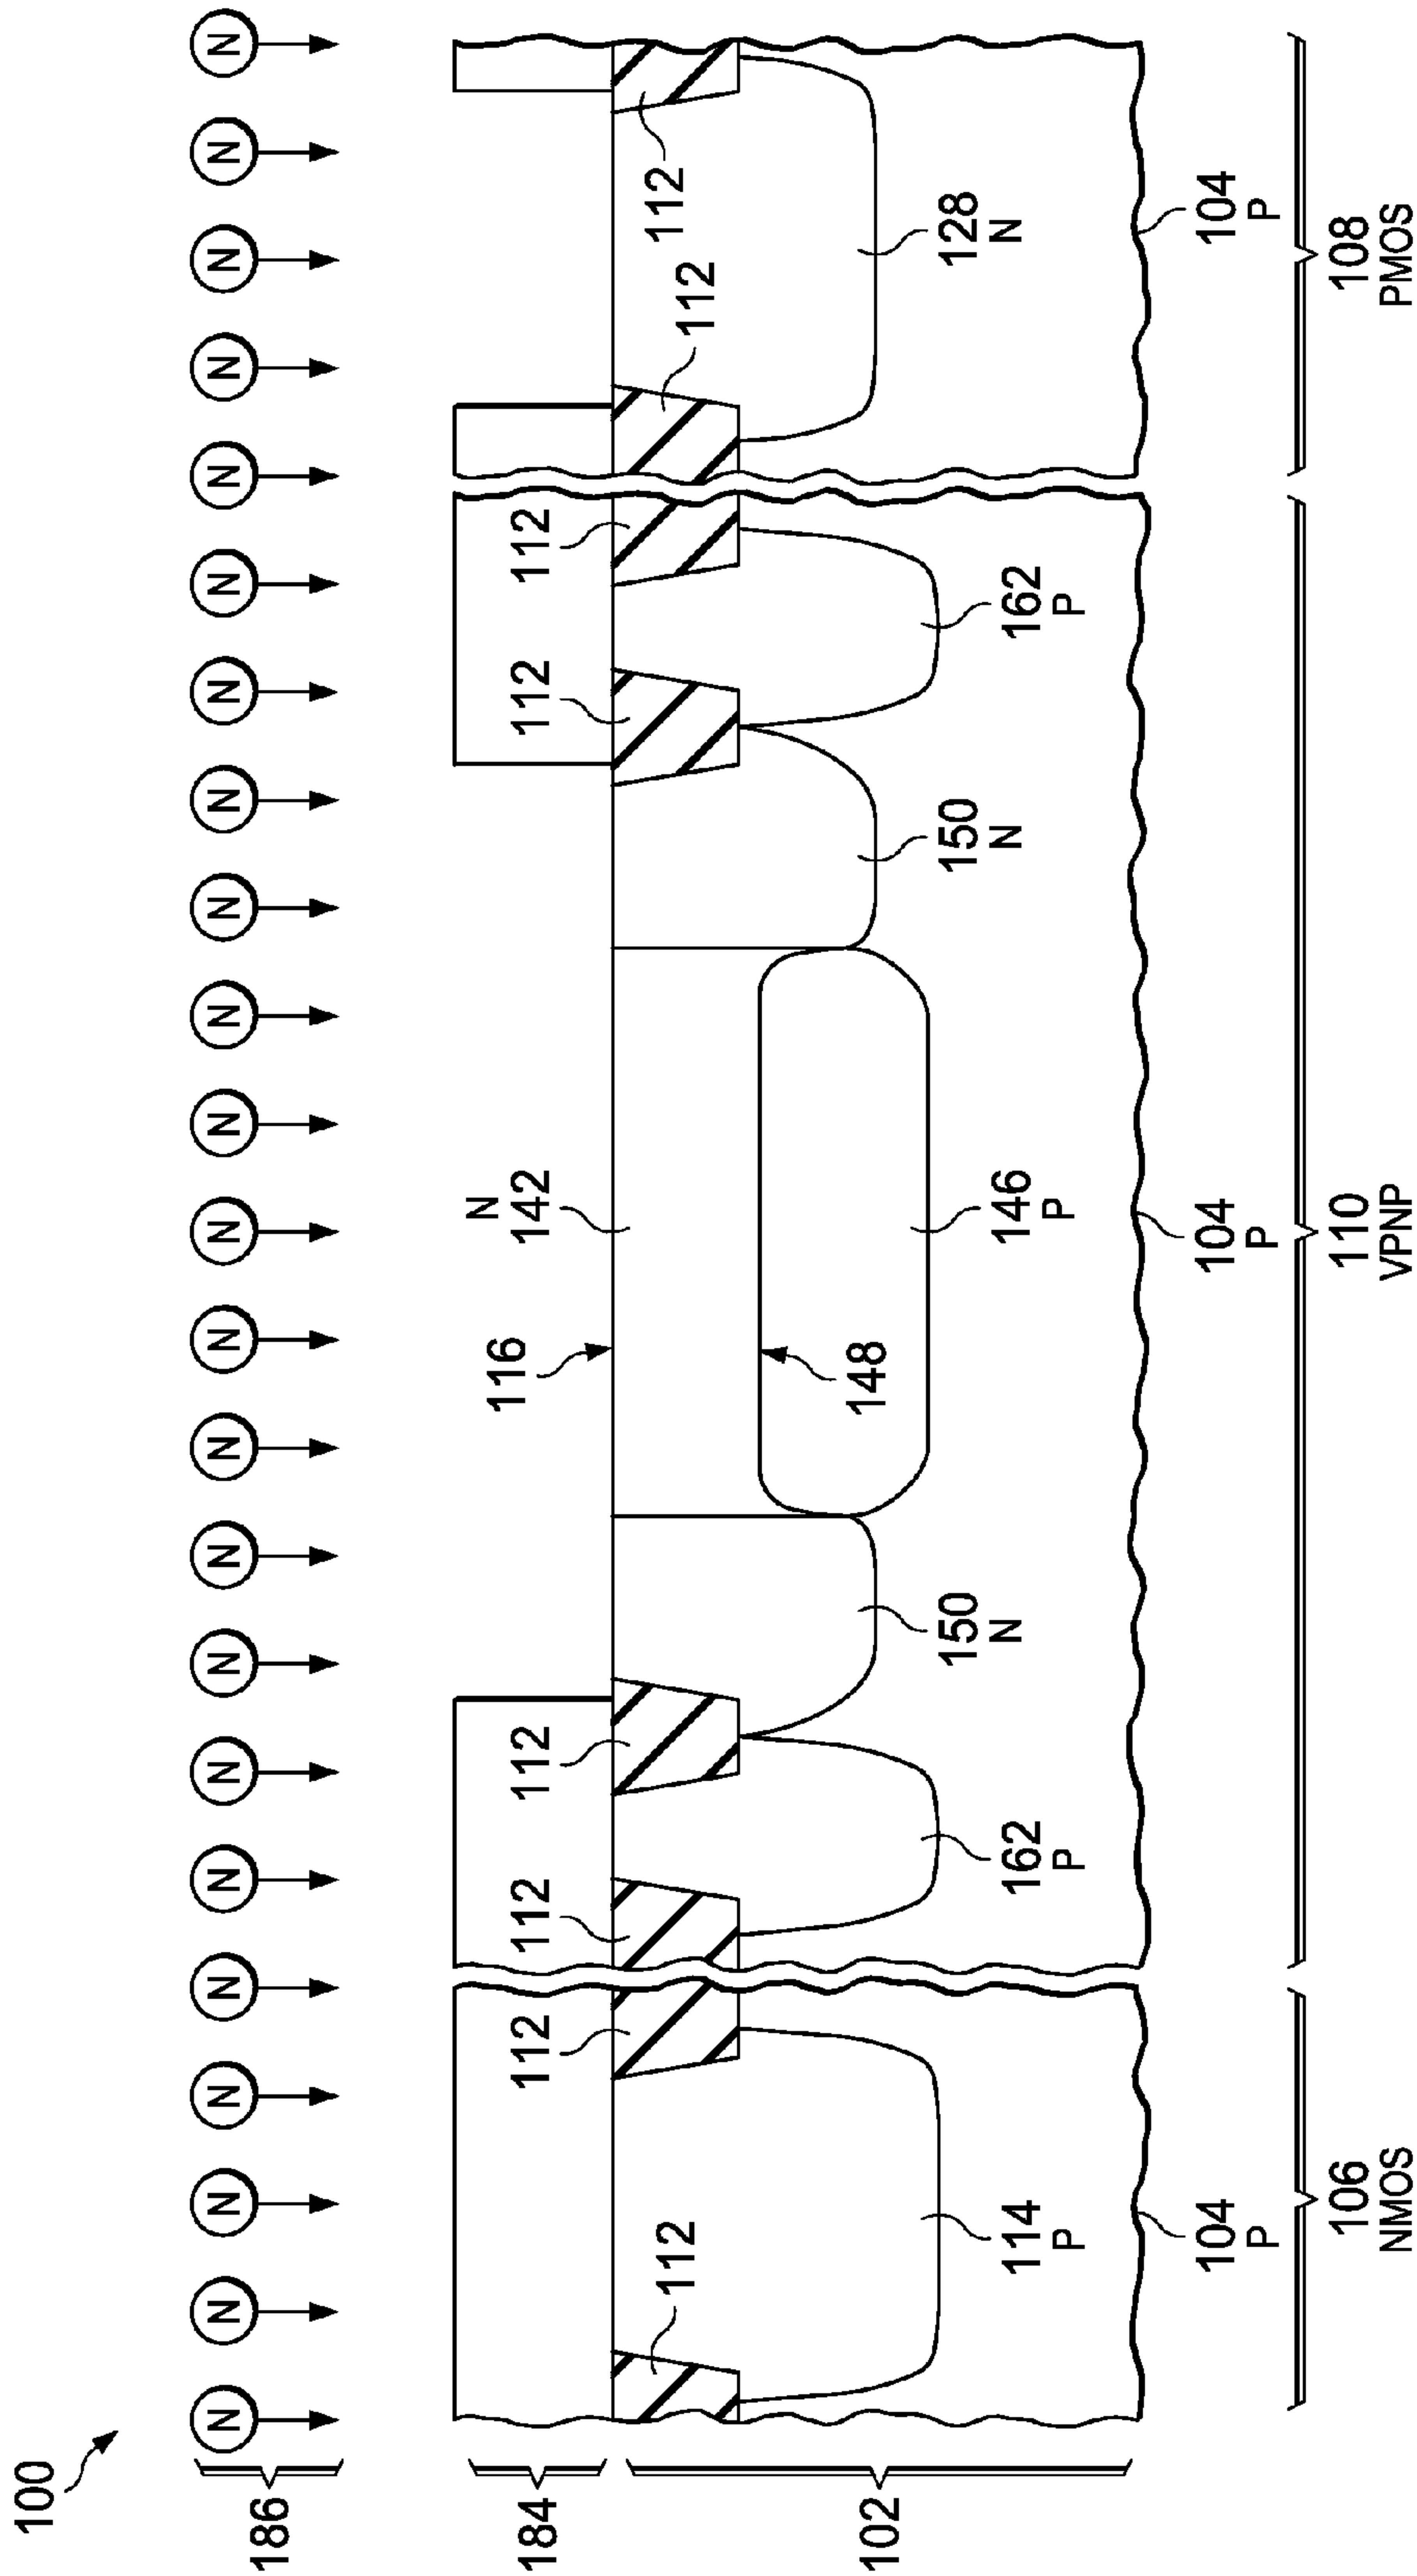 100
186 N N N N N N N N N N N N N N N N N N N N N N N
N
116
184 112 112 112 142 112 112
112 112 112
102 148
150 150 128
N N N
114 162 146 162
P P P P
104 104 104
P P P
106 110 108
NMOS VPNP PMOS